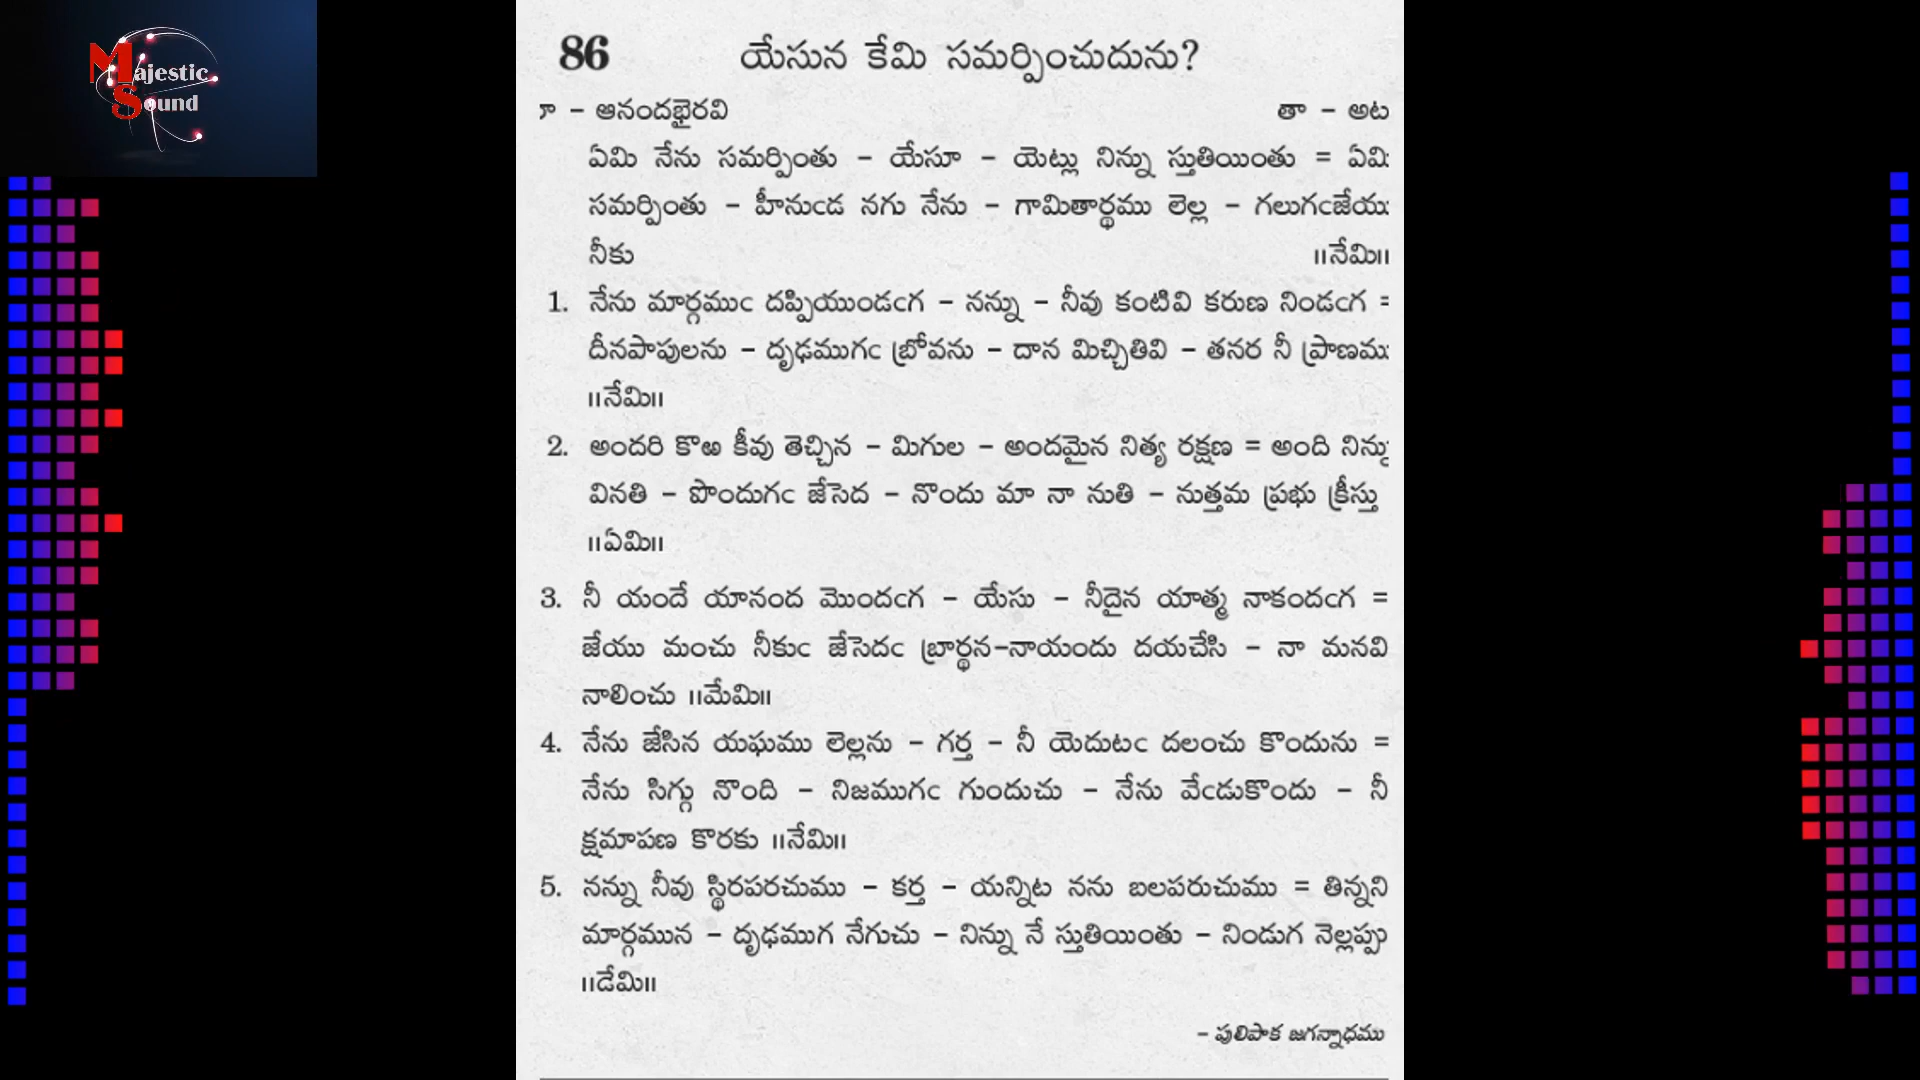 Majestic
Sound
86 యేసున కేమి సమర్పించుదును?
– ఆనందభైరవి తా – అట
ఏమి నేను సమర్పింతు – యేసూ – యెట్లు నిన్ను స్తుతియింతు = ఏమి
సమర్పింతు – హీనుఁడ నగు నేను – గామితార్థము లెల్ల – గలుగఁజేయు
నీకు ॥నేమి॥
1. నేను మార్గముఁ దప్పియుండఁగ – నన్ను – నీవు కంటివి కరుణ నిండఁగ =
దీనపాపులను – దృఢముగఁ బ్రోవను – దాన మిచ్చితివి – తనర నీ ప్రాణము
॥నేమి॥
2. అందరి కొఱ కీవు తెచ్చిన – మిగుల – అందమైన నిత్య రక్షణ = అంది నిన్ను
వినతి – పొందుగఁ జేసెద – నొందు మా నా నుతి – నుత్తమ ప్రభు క్రీస్తు
॥ఏమి॥
3. నీ యందే యానంద మొందఁగ – యేసు – నీదైన యాత్మ నాకందఁగ =
జేయు మంచు నీకుఁ జేసెదఁ బ్రార్థన-నాయందు దయచేసి – నా మనవి
నాలించు ॥మేమి॥
4. నేను జేసిన యఘము లెల్లను – గర్త – నీ యెదుటఁ దలంచు కొందును =
నేను సిగ్గు నొంది – నిజముగఁ గుందుచు – నేను వేఁడుకొందు – నీ
క్షమాపణ కొరకు ॥నేమి॥
5. నన్ను నీవు స్థిరపరచుము – కర్త – యన్నిట నను బలపరుచుము = తిన్నని
మార్గమున – దృఢముగ నేగుచు – నిన్ను నే స్తుతియింతు – నిండుగ నెల్లప్పు
॥డేమి॥
– పులిపాక జగన్నాధము